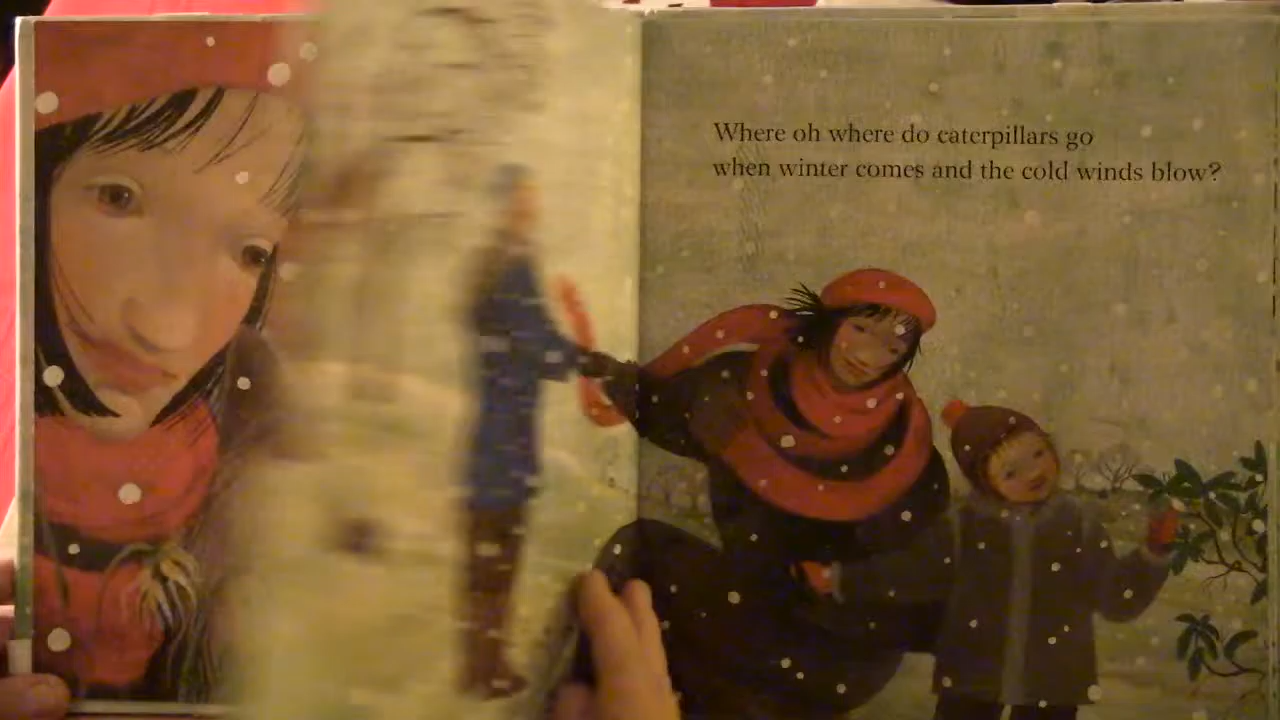 Where oh where do caterpillars go
when winter comes and the cold winds blow?